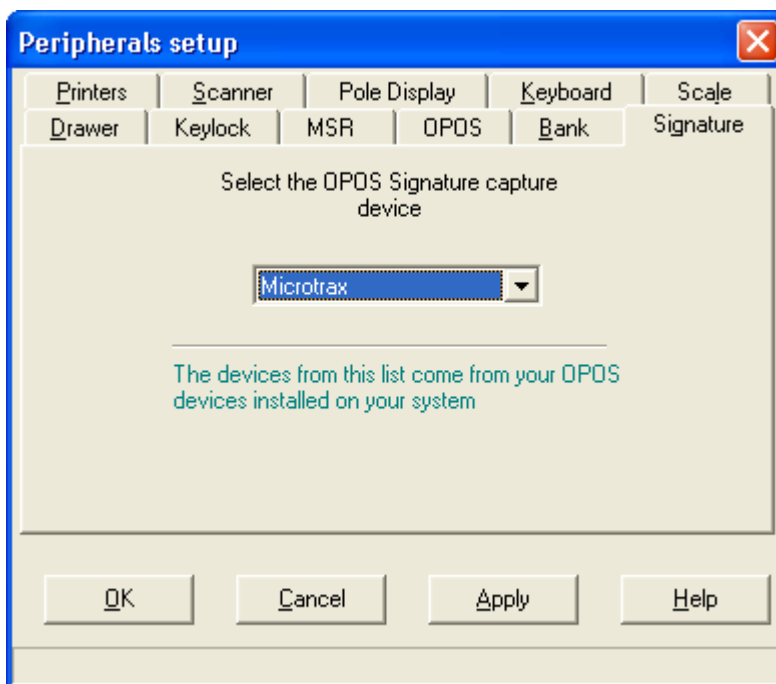 Peripherals setup
Printers Scanner Pole Display Keyboard Scale
Drawer Keylock MSR OPOS Bank Signature
Select the OPOS Signature capture
device
Microtrax
The devices from this list come from your OPOS
devices installed on your system
OK Cancel Apply Help